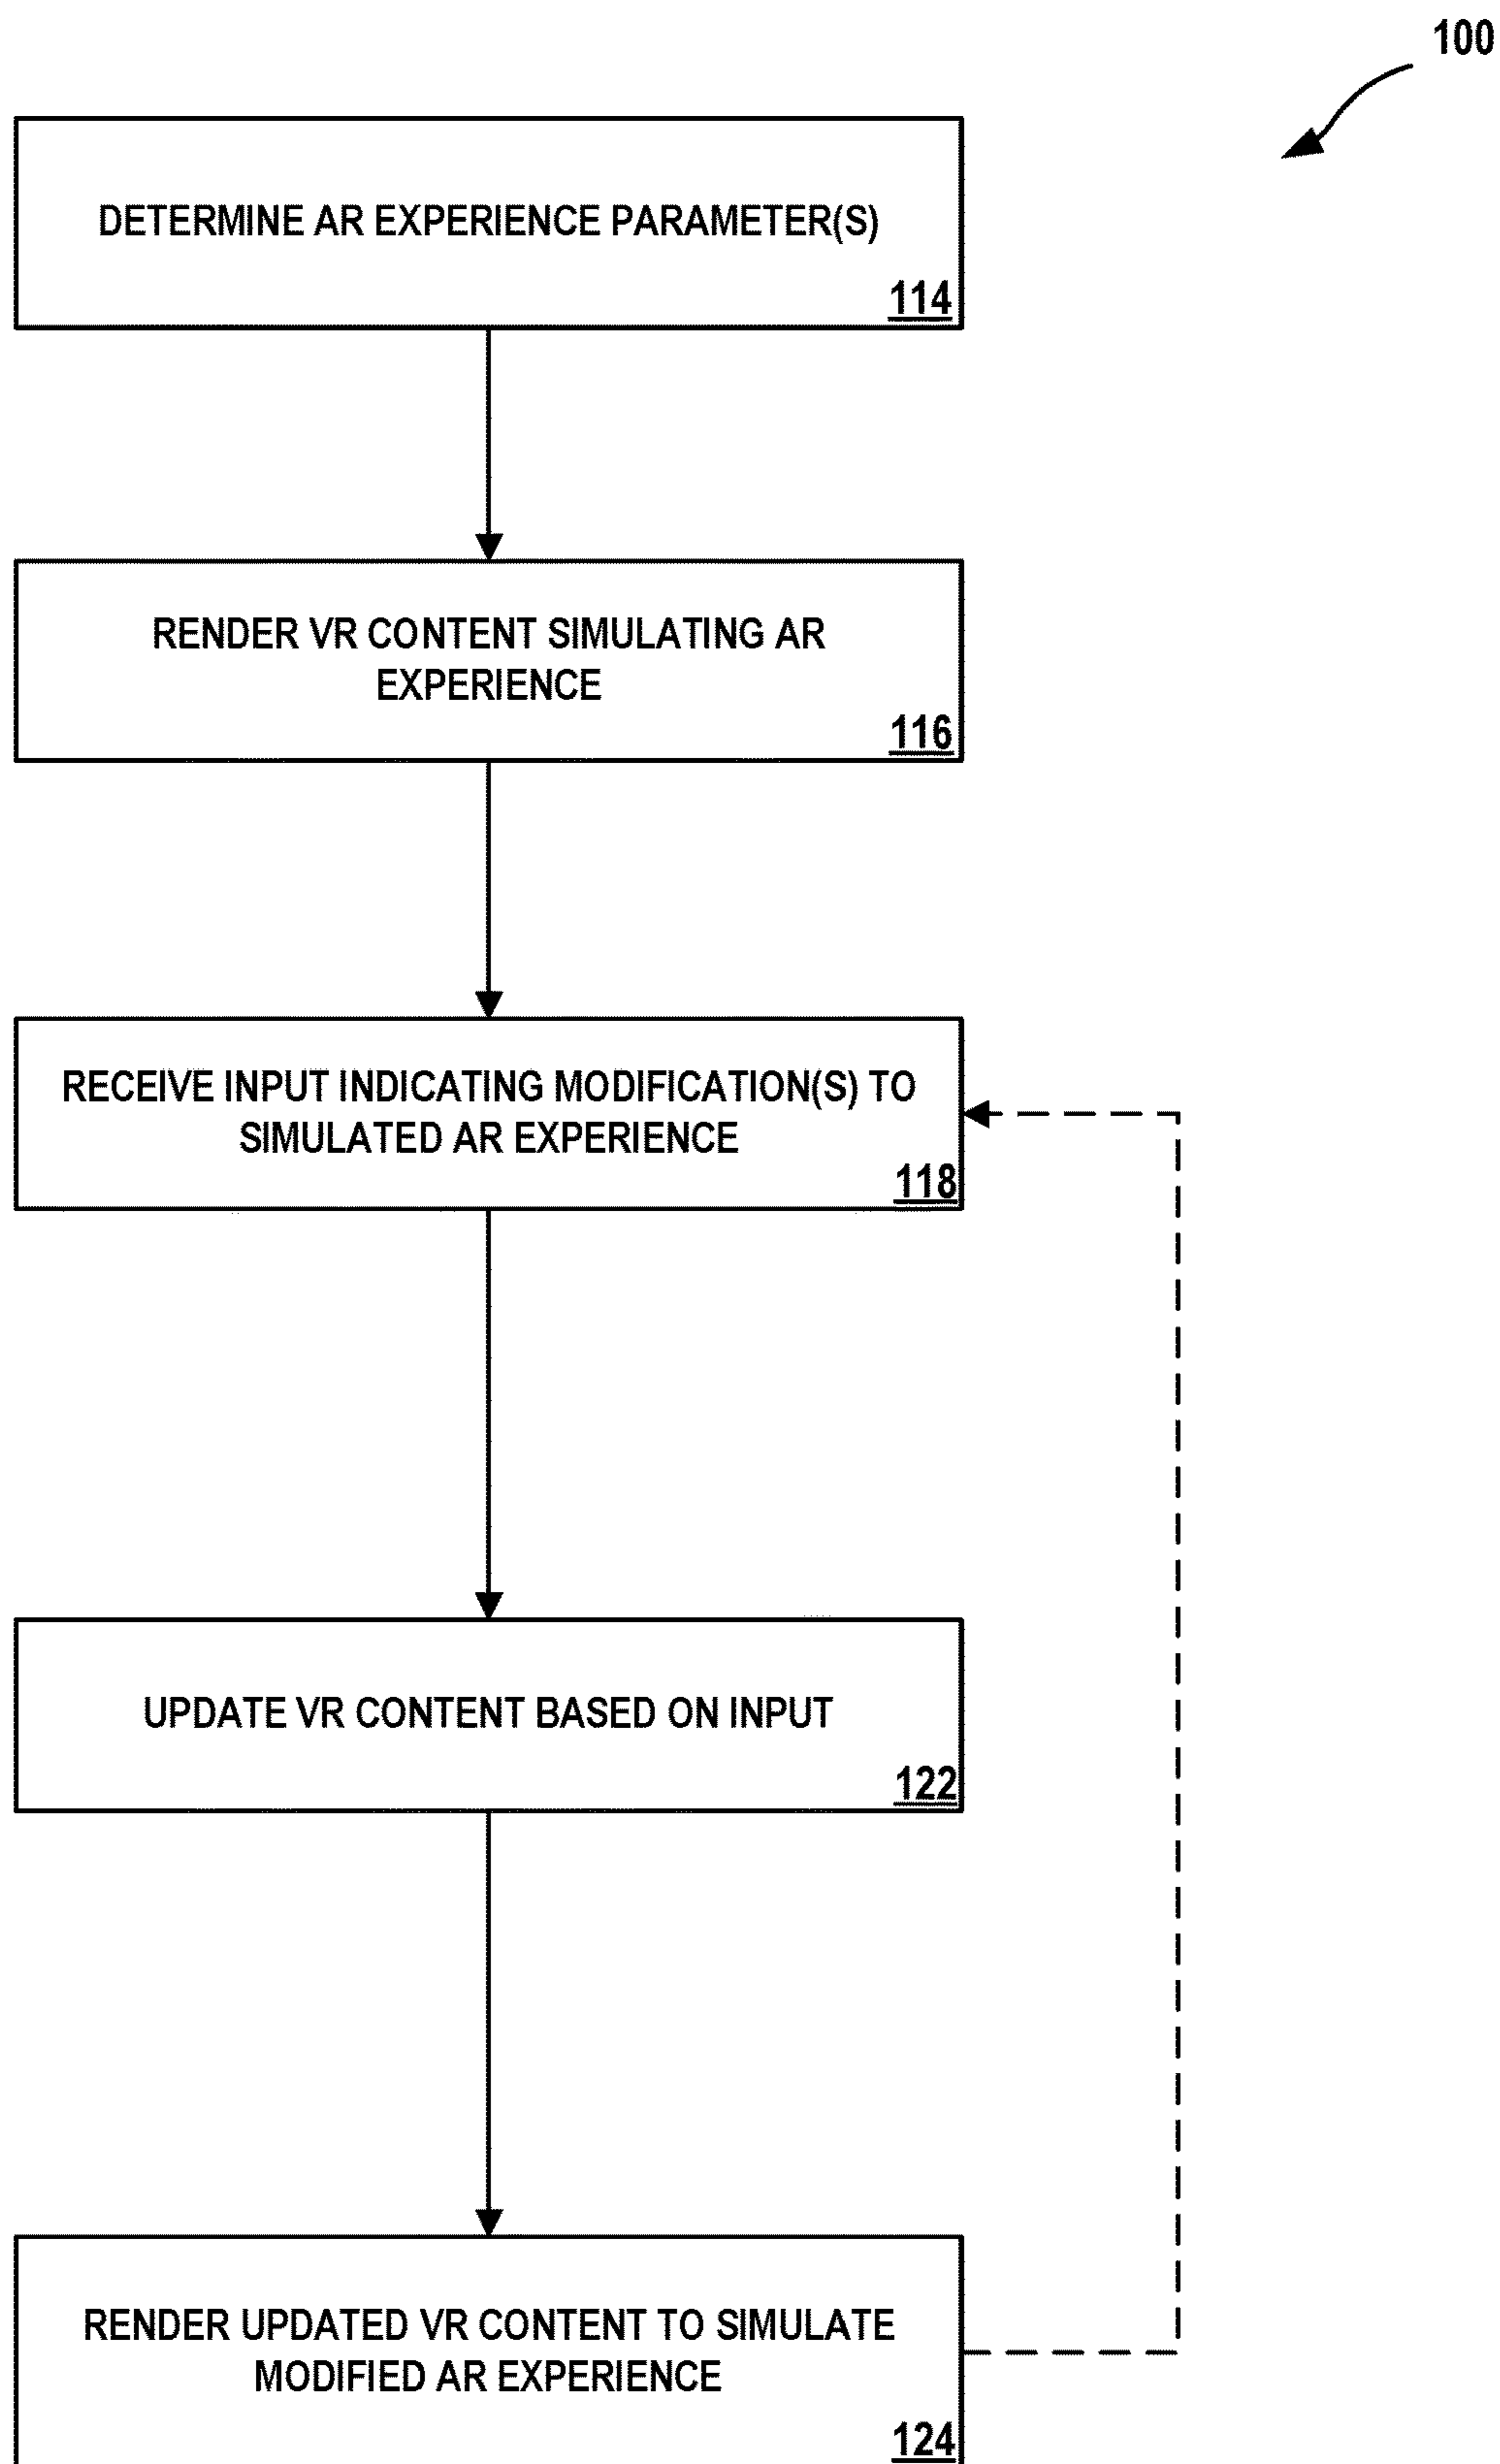 100
DETERMINE AR EXPERIENCE PARAMETER(S)
114
RENDER VR CONTENT SIMULATING AR
EXPERIENCE
116
RECEIVE INPUT INDICATING MODIFICATION(S) TO
SIMULATED AR EXPERIENCE
118
UPDATE VR CONTENT BASED ON INPUT
122
RENDER UPDATED VR CONTENT TO SIMULATE
MODIFIED AR EXPERIENCE
124